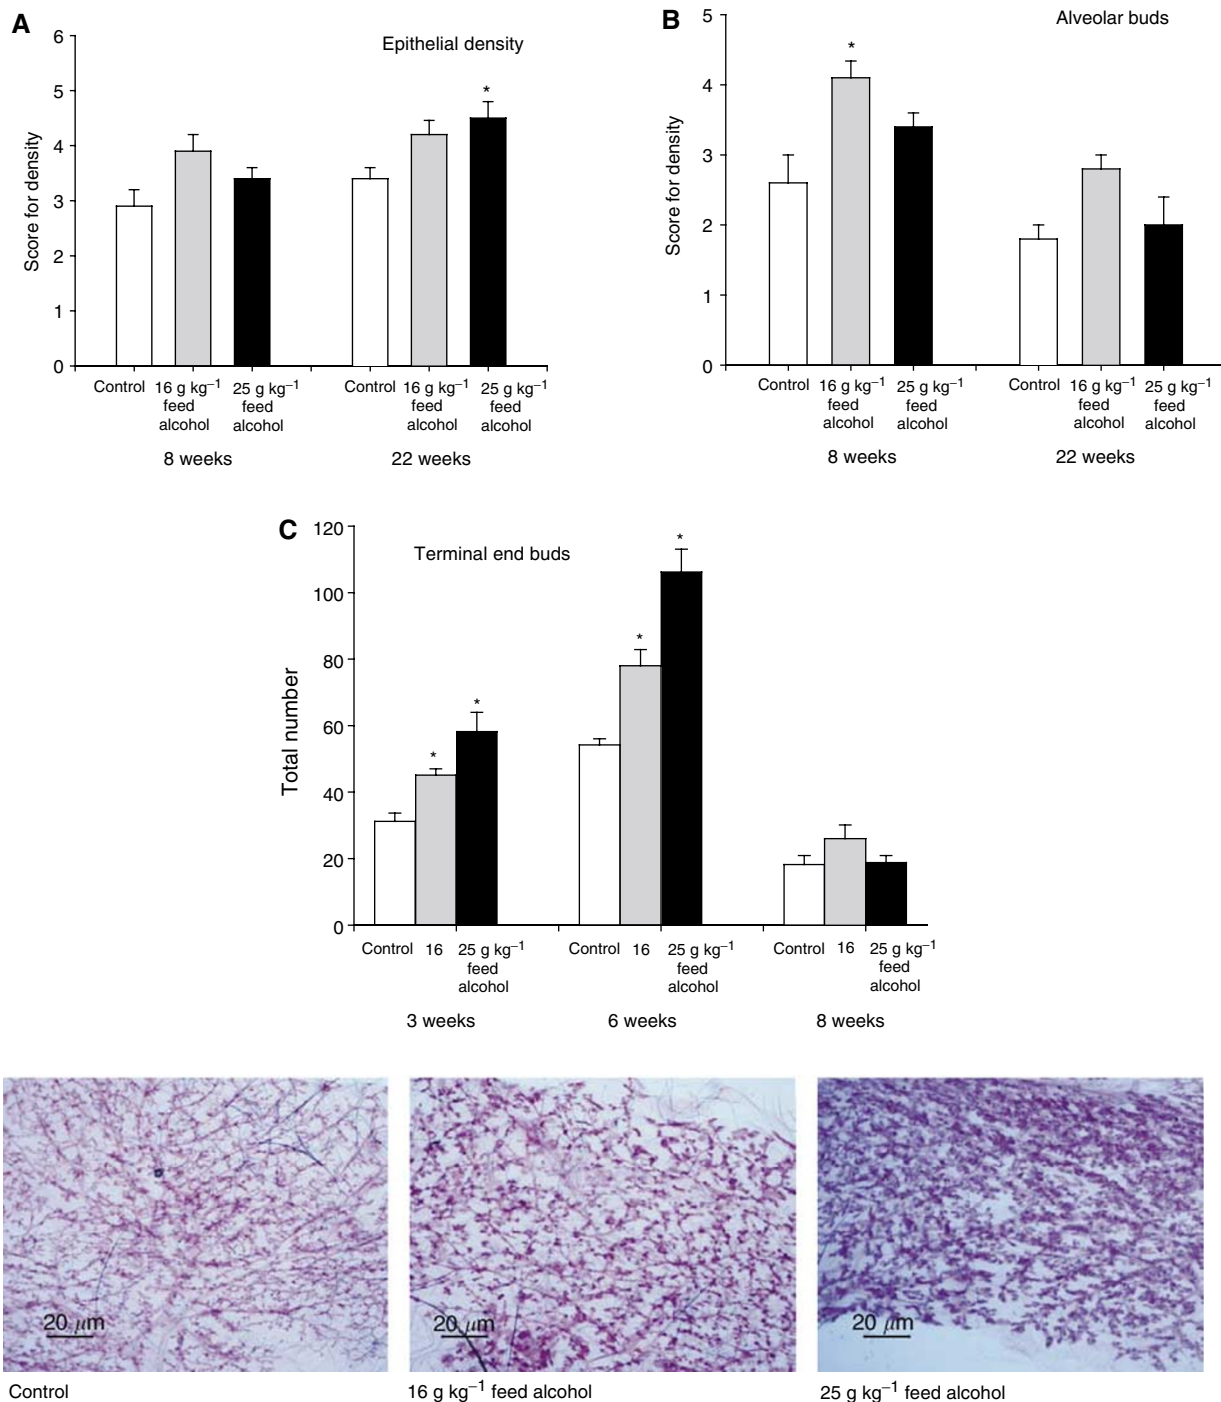 A
Epithelial density
Score for density
6
5
4
3
2
1
0
*
Control 16 g kg⁻¹ 25 g kg⁻¹ Control 16 g kg⁻¹ 25 g kg⁻¹
feed feed feed feed
alcohol alcohol alcohol alcohol
8 weeks 22 weeks
B
Alveolar buds
Score for density
5
4
3
2
1
0
*
Control 16 g kg⁻¹ 25 g kg⁻¹ Control 16 g kg⁻¹ 25 g kg⁻¹
feed feed feed feed
alcohol alcohol alcohol alcohol
8 weeks 22 weeks
C
Terminal end buds
Total number
120
100
80
60
40
20
0
* * * *
Control 16 25 g kg⁻¹ Control 16 25 g kg⁻¹ Control 16 25 g kg⁻¹
feed feed feed
alcohol alcohol alcohol
3 weeks 6 weeks 8 weeks
20 μm 20 μm 20 μm
Control 16 g kg⁻¹ feed alcohol 25 g kg⁻¹ feed alcohol